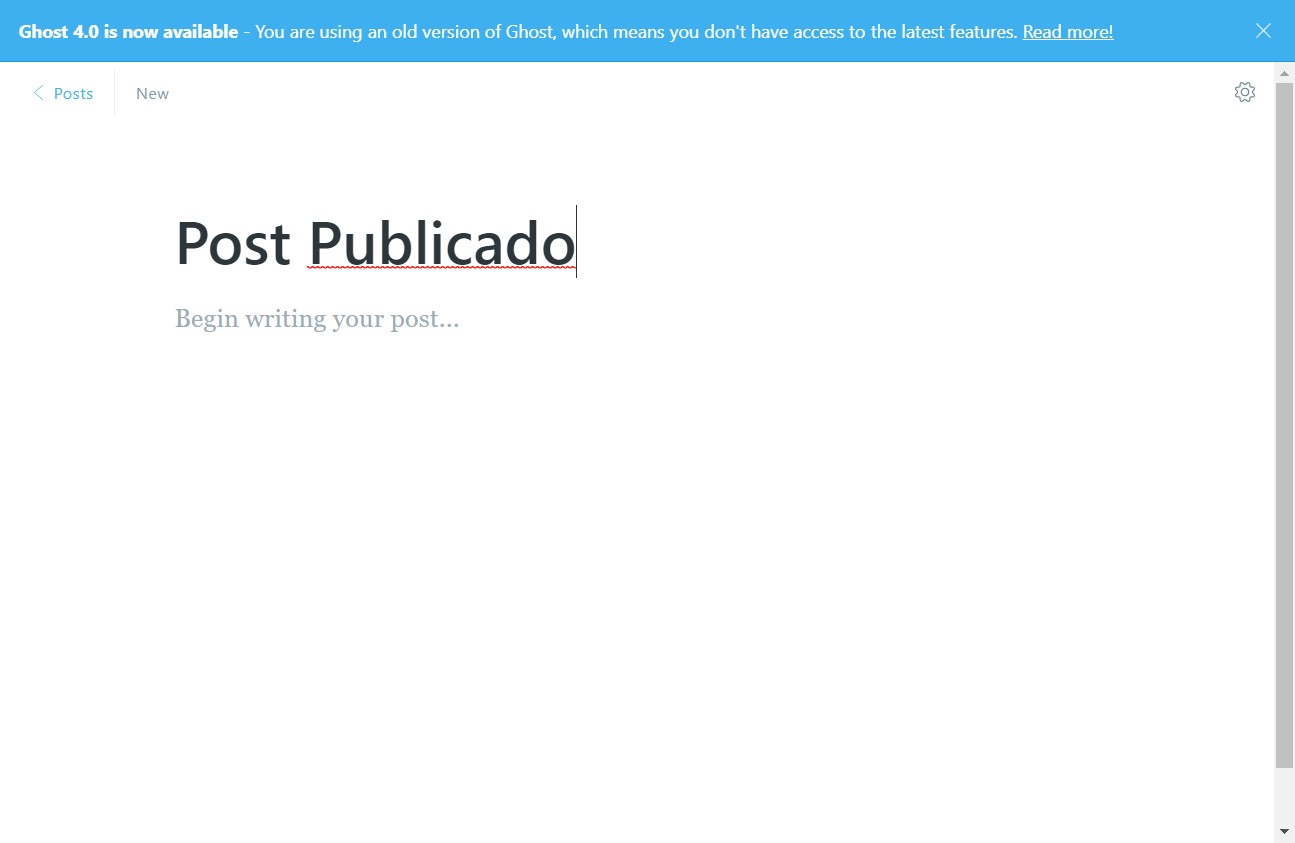 Ghost 4.0 is now available - You are using an old version of Ghost, which means you don't have access to the latest features. Read more!
Posts
New
Post Publicado
Begin writing your post...